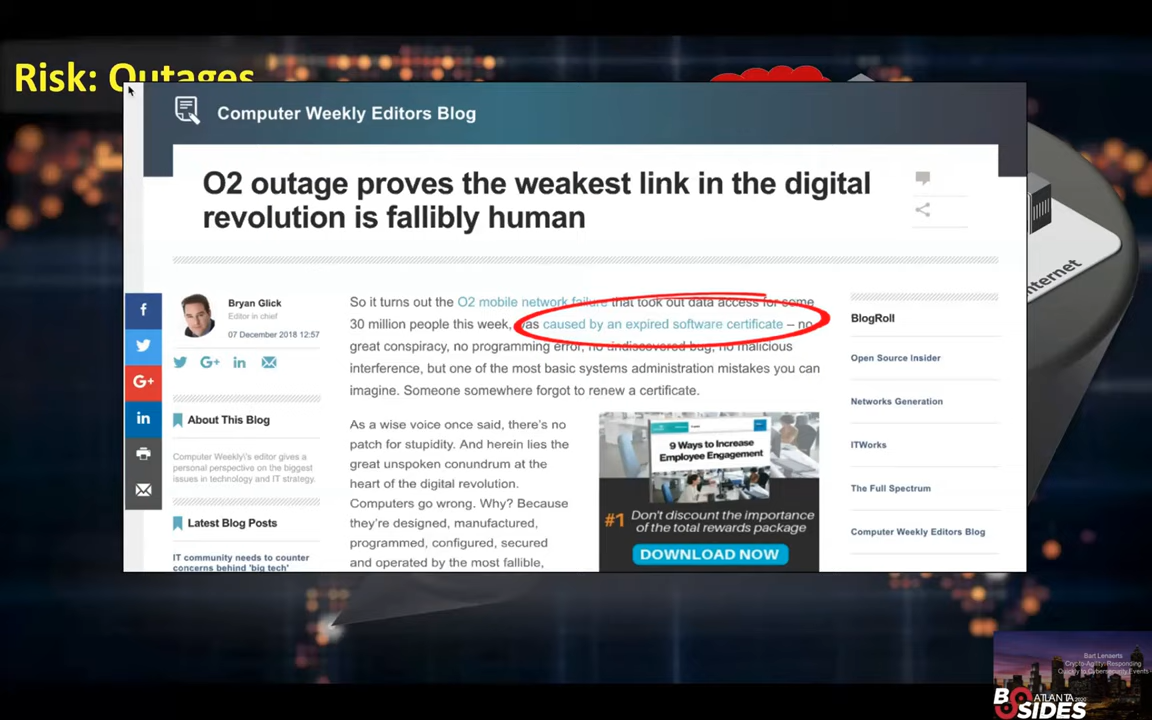 Risk: Outages
Computer Weekly Editors Blog
O2 outage proves the weakest link in the digital
revolution is fallibly human
Bryan Glick
Editor in chief
07 December 2018 12:57
G+
in
f
G+
in
About This Blog
Computer Weekly\'s editor gives a
personal perspective on the biggest
issues in technology and IT strategy.
Latest Blog Posts
IT community needs to counter
concerns behind 'big tech'
So it turns out the O2 mobile network failure that took out data access for some
30 million people this week, was caused by an expired software certificate – no
great conspiracy, no programming error, no undiscovered bug, no malicious
interference, but one of the most basic systems administration mistakes you can
imagine. Someone somewhere forgot to renew a certificate.
As a wise voice once said, there's no
patch for stupidity. And herein lies the
great unspoken conundrum at the
heart of the digital revolution.
Computers go wrong. Why? Because
they're designed, manufactured,
programmed, configured, secured
and operated by the most fallible,
9 Ways to Increase
Employee Engagement
#1 Don't discount the importance
of the total rewards package
DOWNLOAD NOW
BlogRoll
Open Source Insider
Networks Generation
ITWorks
The Full Spectrum
Computer Weekly Editors Blog
nternet
Bart Lenaerts
Crypto-Agility: Responding
Quickly to Cybersecurity Events -
BSIDES
ATLANTA